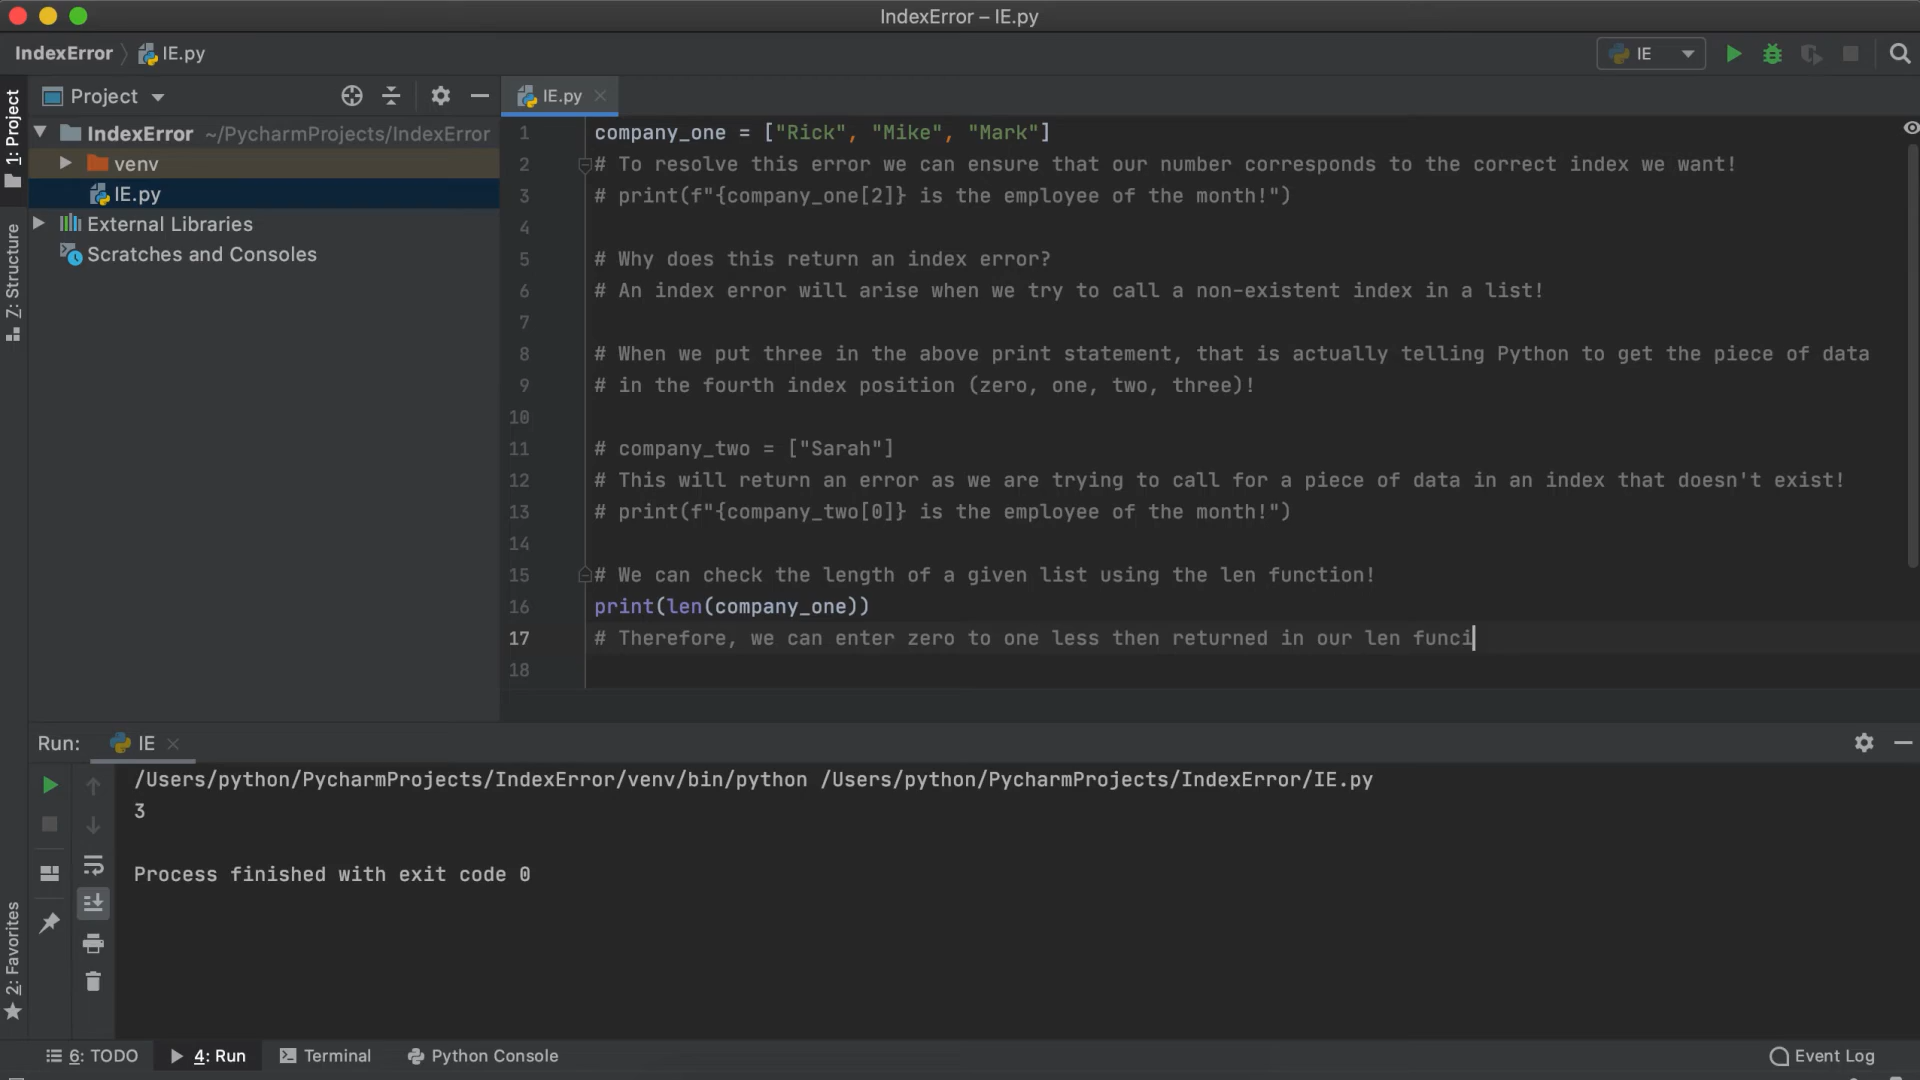 IndexError – IE.py
IndexError
IE.py
IE
1: Project
Project
IE.py
IndexError ~/PycharmProjects/IndexError
venv
IE.py
External Libraries
Scratches and Consoles
Z: Structure
2: Favorites
1 company_one = ["Rick", "Mike", "Mark"]
2 # To resolve this error we can ensure that our number corresponds to the correct index we want!
3 # print(f"{company_one[2]} is the employee of the month!")
4
5 # Why does this return an index error?
6 # An index error will arise when we try to call a non-existent index in a list!
7
8 # When we put three in the above print statement, that is actually telling Python to get the piece of data
9 # in the fourth index position (zero, one, two, three)!
10
11 # company_two = ["Sarah"]
12 # This will return an error as we are trying to call for a piece of data in an index that doesn't exist!
13 # print(f"{company_two[0]} is the employee of the month!")
14
15 # We can check the length of a given list using the len function!
16 print(len(company_one))
17 # Therefore, we can enter zero to one less then returned in our len funci
18
Run: IE
/Users/python/PycharmProjects/IndexError/venv/bin/python /Users/python/PycharmProjects/IndexError/IE.py
3
Process finished with exit code 0
6: TODO
4: Run
Terminal
Python Console
Event Log